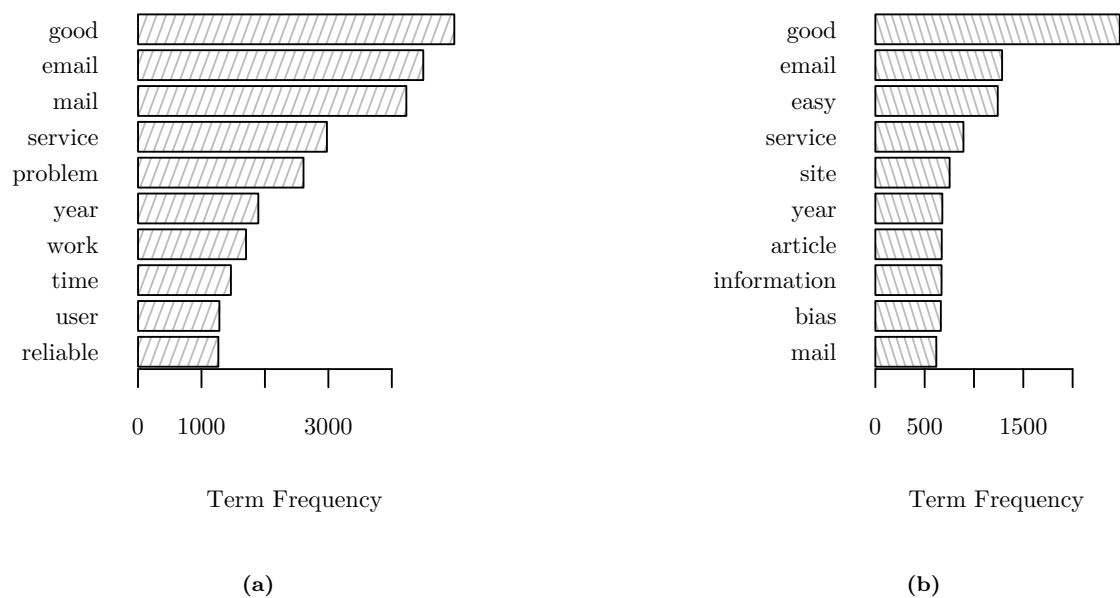 good
email
mail
service
problem
year
work
time
user
reliable
0 1000 3000
Term Frequency
(a)
good
email
easy
service
site
year
article
information
bias
mail
0 500 1500
Term Frequency
(b)